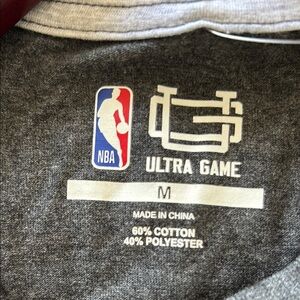 NBA
ULTRA GAME
M
MADE IN CHINA
60% COTTON
40% POLYESTER